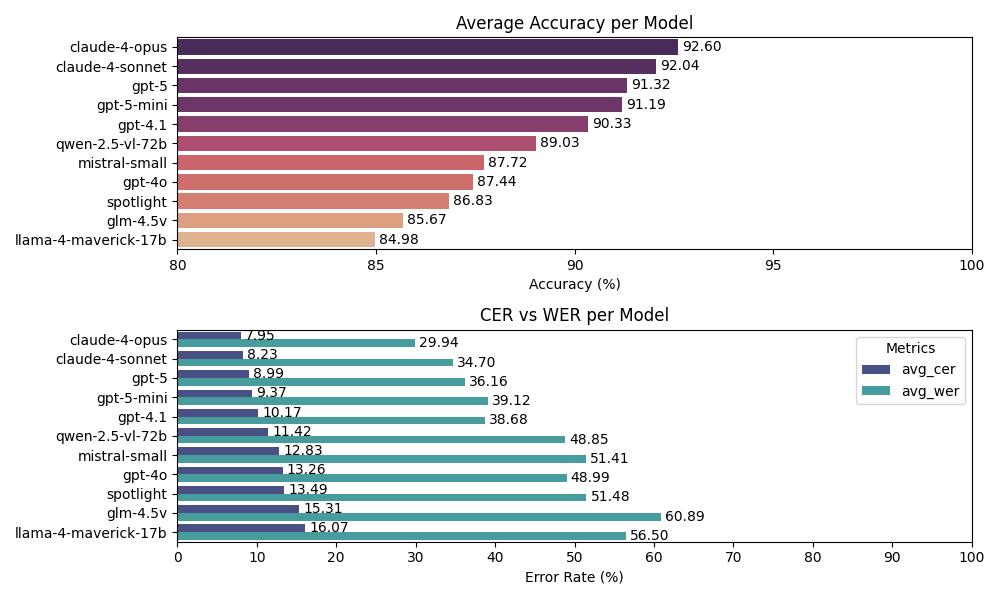 Average Accuracy per Model
claude-4-opus 92.60
claude-4-sonnet 92.04
gpt-5 91.32
gpt-5-mini 91.19
gpt-4.1 90.33
qwen-2.5-vl-72b 89.03
mistral-small 87.72
gpt-4o 87.44
spotlight 86.83
glm-4.5v 85.67
llama-4-maverick-17b 84.98
80 85 90 95 100
Accuracy (%)
CER vs WER per Model
claude-4-opus 7.95 29.94
claude-4-sonnet 8.23 34.70
gpt-5 8.99 36.16
gpt-5-mini 9.37 39.12
gpt-4.1 10.17 38.68
qwen-2.5-vl-72b 11.42 48.85
mistral-small 12.83 51.41
gpt-4o 13.26 48.99
spotlight 13.49 51.48
glm-4.5v 15.31 60.89
llama-4-maverick-17b 16.07 56.50
Metrics
avg_cer
avg_wer
0 10 20 30 40 50 60 70 80 90 100
Error Rate (%)